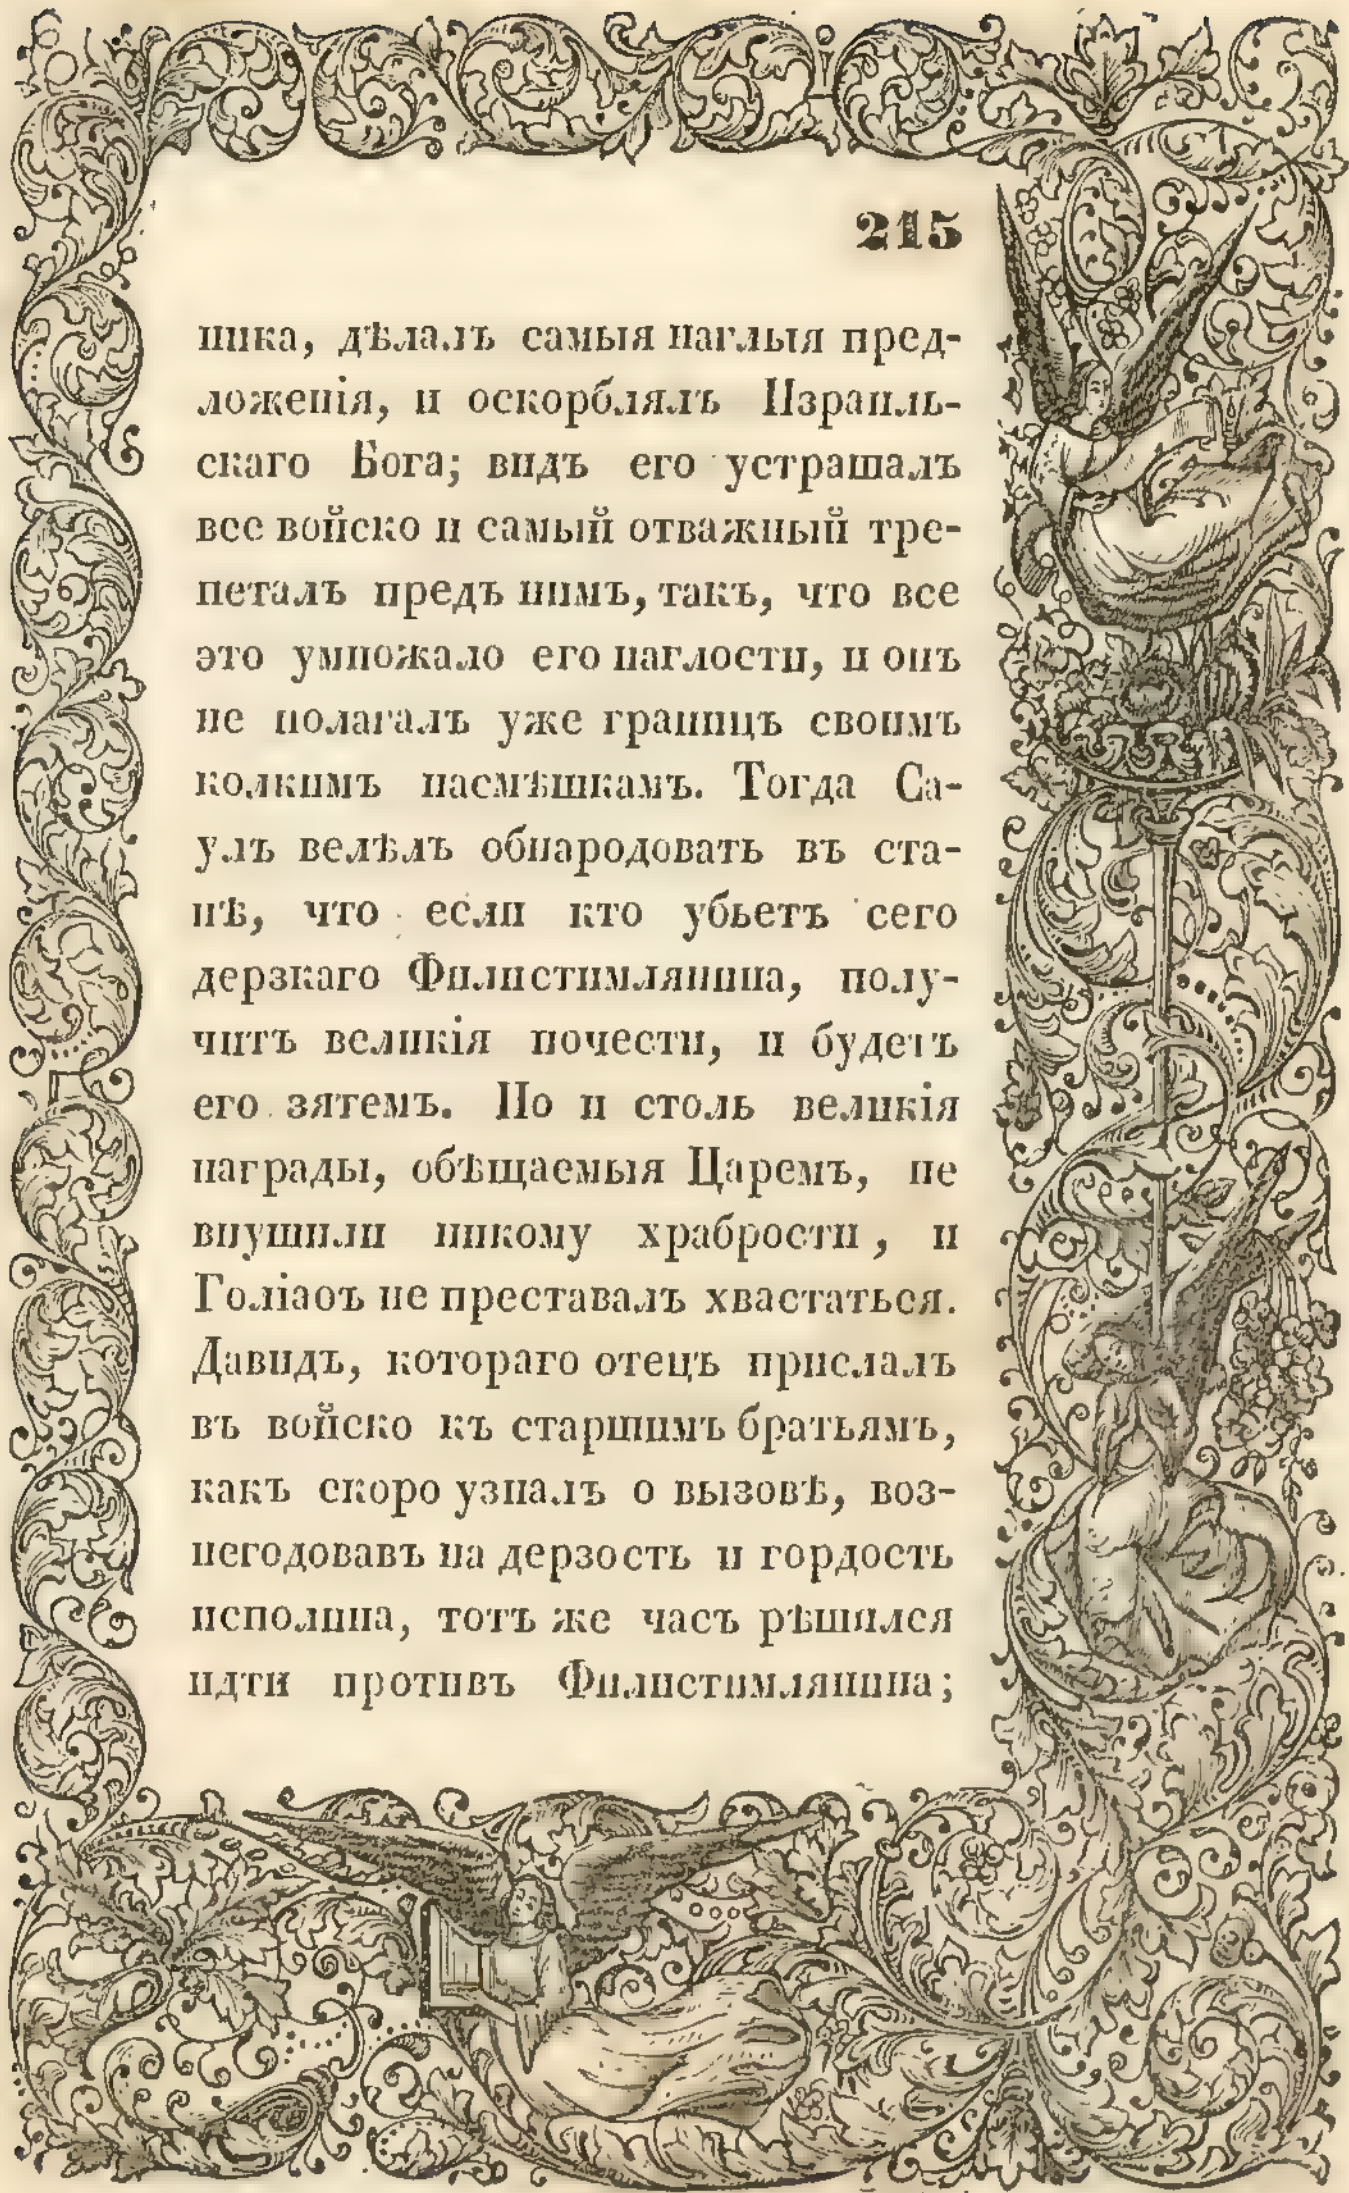 215
ника, дѣлалъ самыя наглыя пред-
ложенія, и оскорблялъ Израиль-
скаго Бога; видъ его устрашалъ
все войско и самый отважный тре-
петалъ предъ нимъ, такъ, что все
это умножало его наглости, и онъ
не полагалъ уже границъ своимъ
колкимъ насмѣшкамъ. Тогда Са-
улъ велѣлъ обнародовать въ ста-
нѣ, что если кто убьетъ сего
дерзкаго Филистимлянина, полу-
читъ великія почести, и будетъ
его зятемъ. Но и столь великія
награды, обѣщаемыя Царемъ, не
внушили никому храбрости, и
Голіаѳъ не преставалъ хвастаться.
Давидъ, котораго отецъ прислалъ
въ войско къ старшимъ братьямъ,
какъ скоро узналъ о вызовѣ, воз-
негодовавъ на дерзость и гордость
исполина, тотъ же часъ рѣшился
идти противъ Филистимлянина;